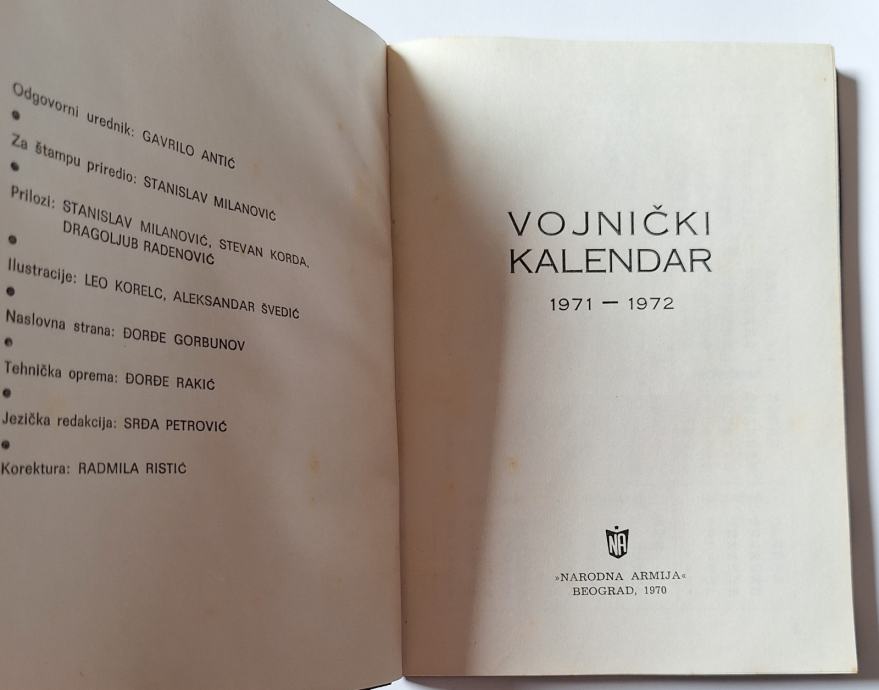 Odgovorni urednik: GAVRILO ANTIĆ
Za štampu priredio: STANISLAV MILANOVIĆ
Prilozi: STANISLAV MILANOVIĆ, STEVAN KORDA,
DRAGOLJUB RADENOVIĆ
Ilustracije: LEO KORELC, ALEKSANDAR ŠVEDIĆ
Naslovna strana: ĐORĐE GORBUNOV
Tehnička oprema: ĐORĐE RAKIĆ
Jezička redakcija: SRĐA PETROVIĆ
Korektura: RADMILA RISTIĆ
VOJNIČKI
KALENDAR
1971 — 1972
NA
»NARODNA ARMIJA«
BEOGRAD, 1970